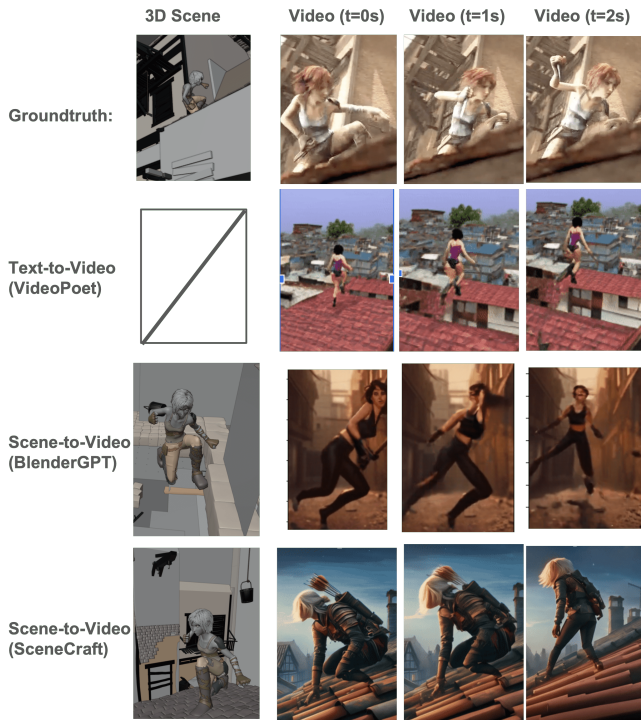 3D Scene
Video (t=0s)
Video (t=1s)
Video (t=2s)
Groundtruth:
Text-to-Video
(VideoPoet)
Scene-to-Video
(BlenderGPT)
Scene-to-Video
(SceneCraft)